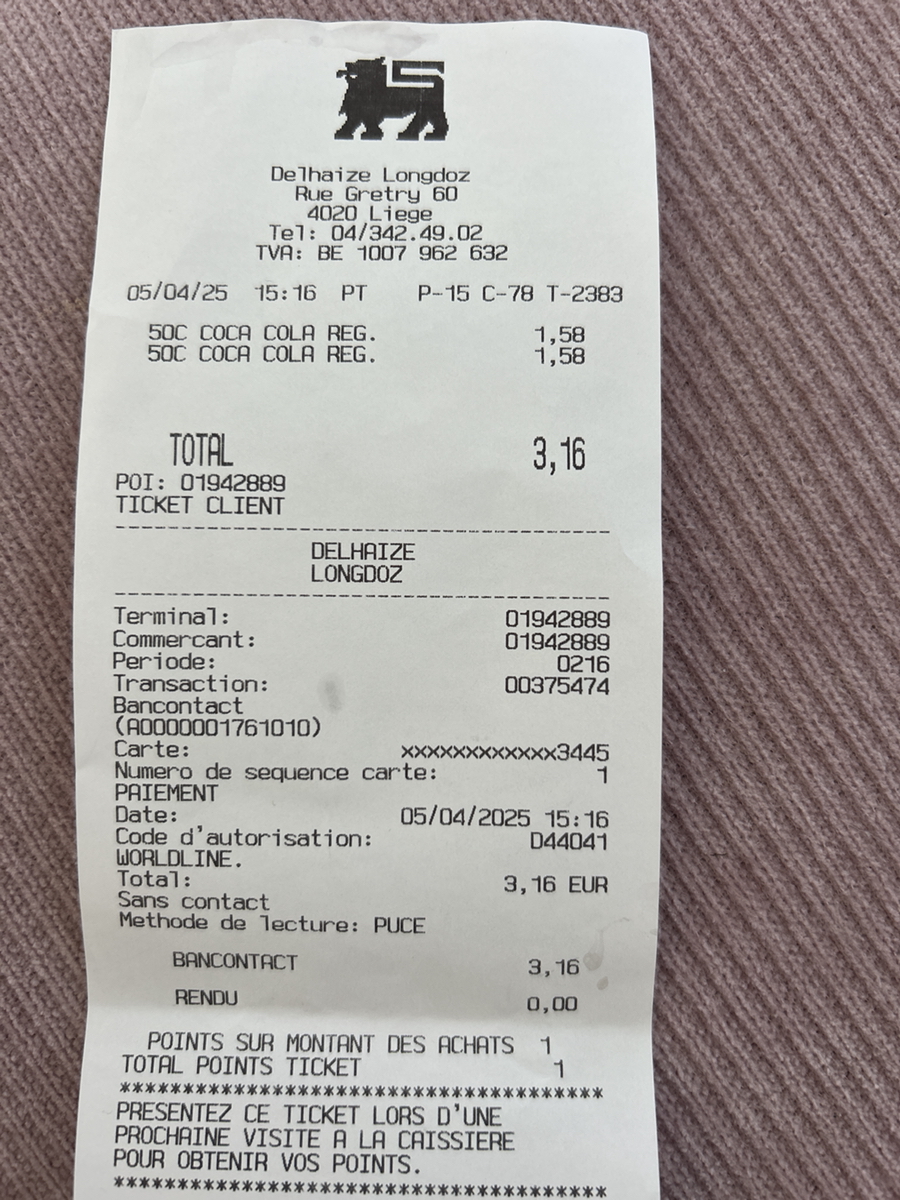 Delhaize Longdoz
Rue Gretry 60
4020 Liege
Tel: 04/342.49.02
TVA: BE 1007 962 632
05/04/25 15:16 PT P-15 C-78 T-2383
50C COCA COLA REG. 1,58
50C COCA COLA REG. 1,58
TOTAL 3,16
POI: 01942889
TICKET CLIENT
--------------------------------------
DELHAIZE
LONGDOZ
--------------------------------------
Terminal: 01942889
Commercant: 01942889
Periode: 0216
Transaction: 00375474
Bancontact
(A0000001761010)
Carte: xxxxxxxxxxxx3445
Numero de sequence carte: 1
PAIEMENT
Date: 05/04/2025 15:16
Code d'autorisation: D44041
WORLDLINE.
Total: 3,16 EUR
Sans contact
Methode de lecture: PUCE
BANCONTACT 3,16
RENDU 0,00
POINTS SUR MONTANT DES ACHATS 1
TOTAL POINTS TICKET 1
**************************************
PRESENTEZ CE TICKET LORS D'UNE
PROCHAINE VISITE A LA CAISSIERE
POUR OBTENIR VOS POINTS.
**************************************